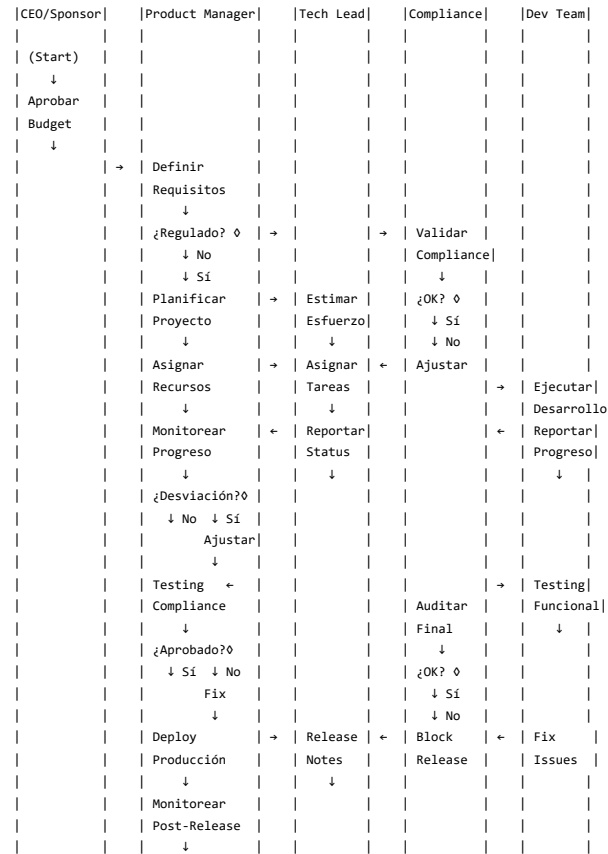 |CEO/Sponsor| |Product Manager| |Tech Lead| |Compliance| |Dev Team|
| | | | | | | | | |
| (Start) | | | | | | | | |
| ↓ | | | | | | | | |
| Aprobar | | | | | | | |
| Budget | | | | | | | | |
| ↓ | | | | | | | | |
| | → | Definir | | | | | | |
| | | Requisitos | | | | | | |
| | | ↓ | | | | | | |
| | | ¿Regulado? ◊ | → | | → | Validar | | |
| | | ↓ No | | | | Compliance| | |
| | | ↓ Sí | | | | ↓ | | |
| | | Planificar | → | Estimar | | ¿OK? ◊ | | |
| | | Proyecto | | Esfuerzo| | ↓ Sí | | |
| | | ↓ | | ↓ | | ↓ No | | |
| | | Asignar | → | Asignar | ← | Ajustar | | |
| | | Recursos | | Tareas | | | → | Ejecutar|
| | | ↓ | | ↓ | | | | Desarrollo
| | | Monitorear | ← | Reportar| | | ← | Reportar|
| | | Progreso | | Status | | | | Progreso|
| | | ↓ | | ↓ | | | | ↓ |
| | | ¿Desviación?◊ | | | | | | |
| | | ↓ No ↓ Sí | | | | | | |
| | | Ajustar| | | | | | |
| | | ↓ | | | | | | |
| | | Testing ← | | | | | → | Testing|
| | | Compliance | | | | Auditar | | Funcional|
| | | ↓ | | | | Final | | ↓ |
| | | ¿Aprobado?◊ | | | | ↓ | | |
| | | ↓ Sí ↓ No | | | | ¿OK? ◊ | | |
| | | Fix | | | | ↓ Sí | | |
| | | ↓ | | | | ↓ No | | |
| | | Deploy | → | Release | ← | Block | ← | Fix |
| | | Producción | | Notes | | Release | | Issues |
| | | ↓ | | ↓ | | | | |
| | | Monitorear | | | | | | |
| | | Post-Release | | | | | | |
| | | ↓ | | | | | | |